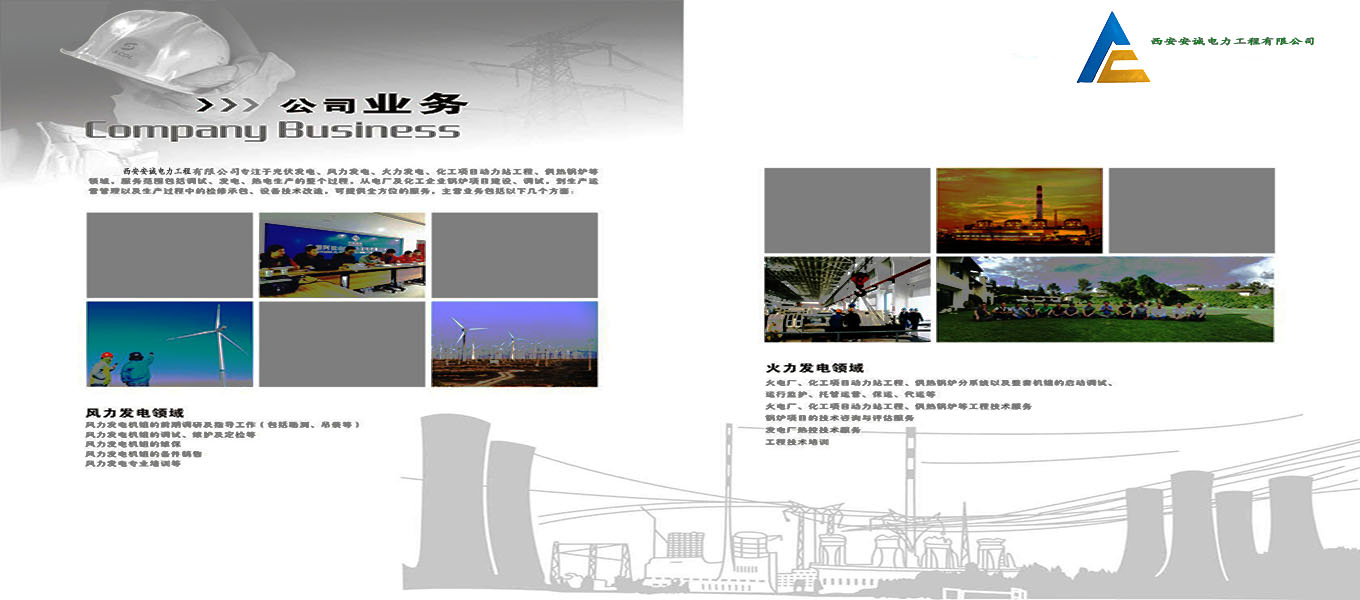 西安安诚电力工程有限公司
>>> 公司业务
Company Business
西安安诚电力工程有限公司专注于光伏发电、风力发电、火力发电、化工项目动力站工程、供热锅炉等
领域。服务范围包括调试、发电、热电生产的整个过程。从电厂及化工企业锅炉项目建设、调试，到生产运
营管理以及生产过程中的检修承包、设备技术改造，可提供全方位的服务。主营业务包括以下几个方面：
风力发电领域
风力发电机组的前期调研及指导工作（包括勘测、吊装等）
风力发电机组的调试、维护及定检等
风力发电机组的维保
风力发电机组的备件销售
风力发电专业培训等
火力发电领域
火电厂、化工项目动力站工程、供热锅炉分系统以及整套机组的启动调试、
运行监护、托管运营、保运、代运等
火电厂、化工项目动力站工程、供热锅炉等工程技术服务
锅炉项目的技术咨询与评估服务
发电厂热控技术服务
工程技术培训